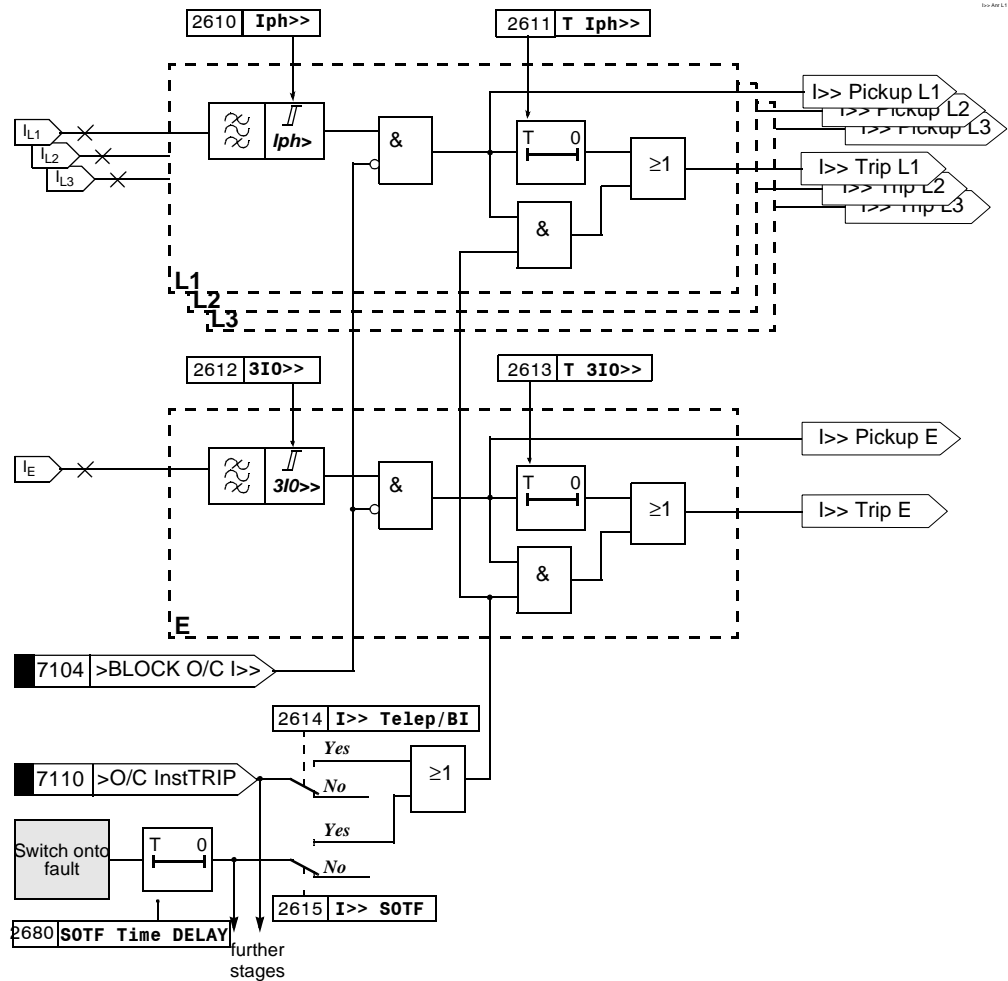 I>> Anr L1
2610 Iph>>
2611 T Iph>>
I>> Pickup L1
I>> Pickup L2
I>> Pickup L3
IL1
IL2
IL3
Iph>
&
T 0
≥1
&
I>> Trip L1
I>> Trip L2
I>> Trip L3
L1
L2
L3
2612 3I0>>
2613 T 3I0>>
I>> Pickup E
IE
3I0>>
&
T 0
≥1
&
I>> Trip E
E
7104 >BLOCK O/C I>>
2614 I>> Telep/BI
Yes
≥1
7110 >O/C InstTRIP
No
Yes
Switch onto
fault
T 0
No
2615 I>> SOTF
2680 SOTF Time DELAY
further
stages